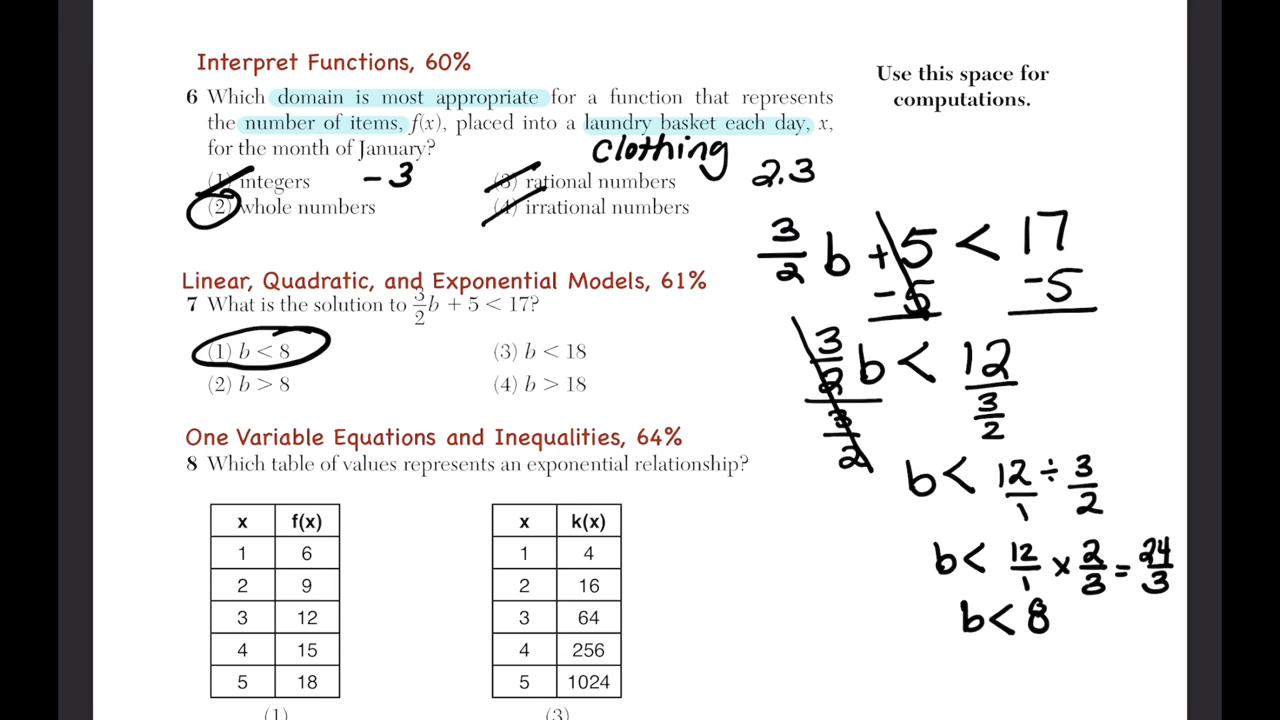 Interpret Functions, 60%
Use this space for
computations.
6 Which domain is most appropriate for a function that represents
the number of items, f(x), placed into a laundry basket each day, x,
for the month of January?
clothing
(1) integers
-3
(3) rational numbers
2.3
(2) whole numbers
(4) irrational numbers
3/2 b + 5 < 17
-5 -5
Linear, Quadratic, and Exponential Models, 61%
7 What is the solution to 3/2 b + 5 < 17?
(1) b < 8
(3) b < 18
(2) b > 8
(4) b > 18
3/2 b < 12
3/2 3/2
b < 12/1 ÷ 3/2
b < 12/1 × 2/3 = 24/3
b < 8
One Variable Equations and Inequalities, 64%
8 Which table of values represents an exponential relationship?
x f(x)
1 6
2 9
3 12
4 15
5 18
(1)
x k(x)
1 4
2 16
3 64
4 256
5 1024
(3)